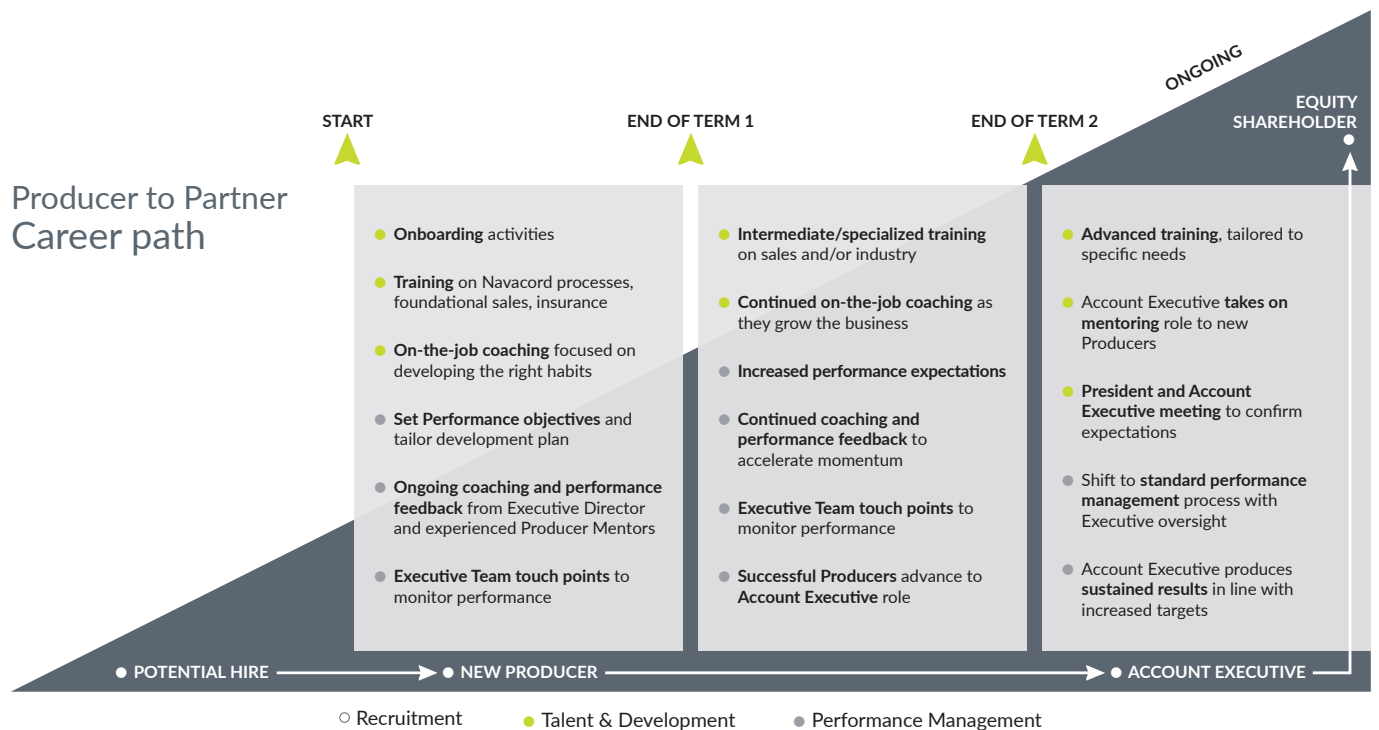 ONGOING
EQUITY
SHAREHOLDER
START
END OF TERM 1
END OF TERM 2
Producer to Partner
Career path
Onboarding activities
Training on Navacord processes,
foundational sales, insurance
On-the-job coaching focused on
developing the right habits
Set Performance objectives and
tailor development plan
Ongoing coaching and performance
feedback from Executive Director
and experienced Producer Mentors
Executive Team touch points to
monitor performance
Intermediate/specialized training
on sales and/or industry
Continued on-the-job coaching as
they grow the business
Increased performance expectations
Continued coaching and
performance feedback to
accelerate momentum
Executive Team touch points to
monitor performance
Successful Producers advance to
Account Executive role
Advanced training, tailored to
specific needs
Account Executive takes on
mentoring role to new
Producers
President and Account
Executive meeting to confirm
expectations
Shift to standard performance
management process with
Executive oversight
Account Executive produces
sustained results in line with
increased targets
POTENTIAL HIRE
NEW PRODUCER
ACCOUNT EXECUTIVE
Recruitment
Talent & Development
Performance Management